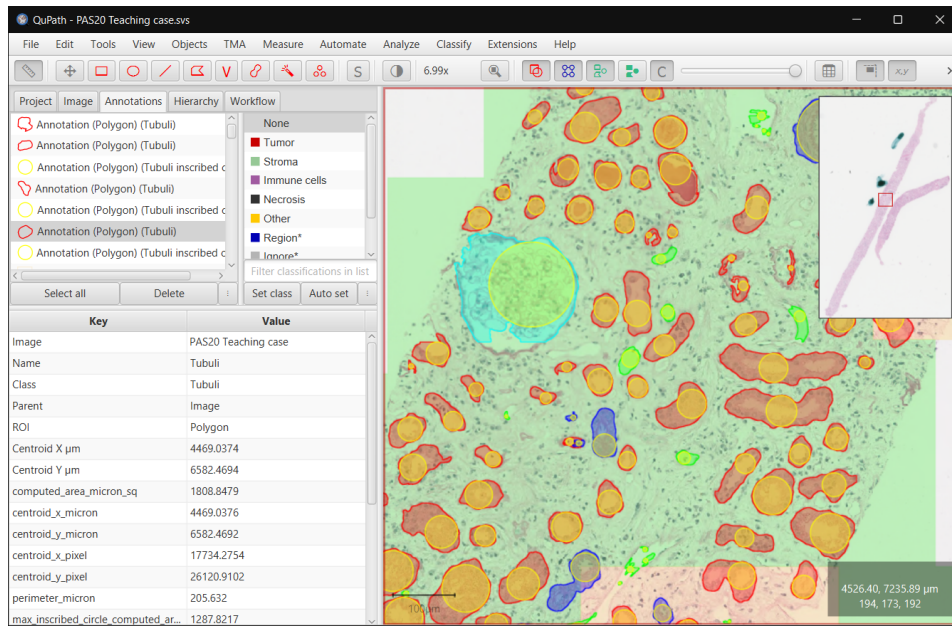 QuPath - PAS20 Teaching case.svs
File Edit Tools View Objects TMA Measure Automate Analyze Classify Extensions Help
S 6.99x C x,y
Project Image Annotations Hierarchy Workflow
Annotation (Polygon) (Tubuli)
Annotation (Polygon) (Tubuli)
Annotation (Polygon) (Tubuli inscribed c
Annotation (Polygon) (Tubuli)
Annotation (Polygon) (Tubuli inscribed c
Annotation (Polygon) (Tubuli)
Annotation (Polygon) (Tubuli inscribed c
None
Tumor
Stroma
Immune cells
Necrosis
Other
Region*
Ignore*
Filter classifications in list
Select all Delete Set class Auto set
Key Value
Image PAS20 Teaching case
Name Tubuli
Class Tubuli
Parent Image
ROI Polygon
Centroid X µm 4469.0374
Centroid Y µm 6582.4694
computed_area_micron_sq 1808.8479
centroid_x_micron 4469.0376
centroid_y_micron 6582.4692
centroid_x_pixel 17734.2754
centroid_y_pixel 26120.9102
perimeter_micron 205.632
max_inscribed_circle_computed_ar... 1287.8217
100µm
4526.40, 7235.89 µm
194, 173, 192